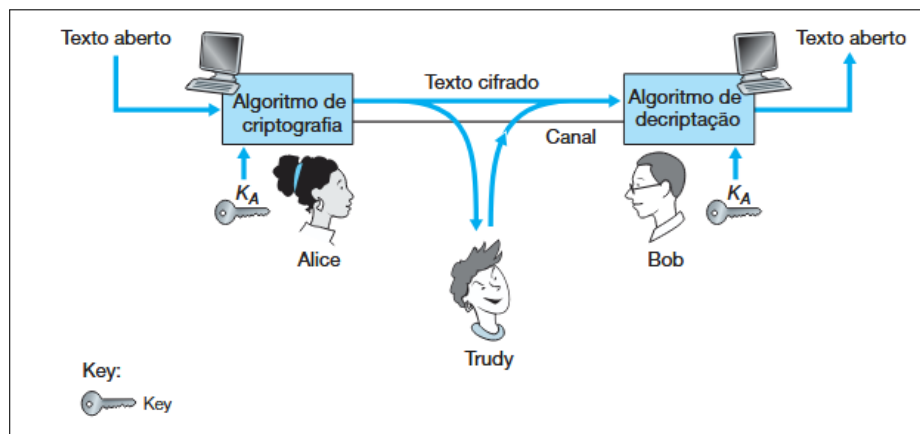 Texto aberto
Texto aberto
Texto cifrado
Algoritmo de
criptografia
Algoritmo de
decriptação
Canal
KA
KA
Alice
Bob
Trudy
Key:
Key